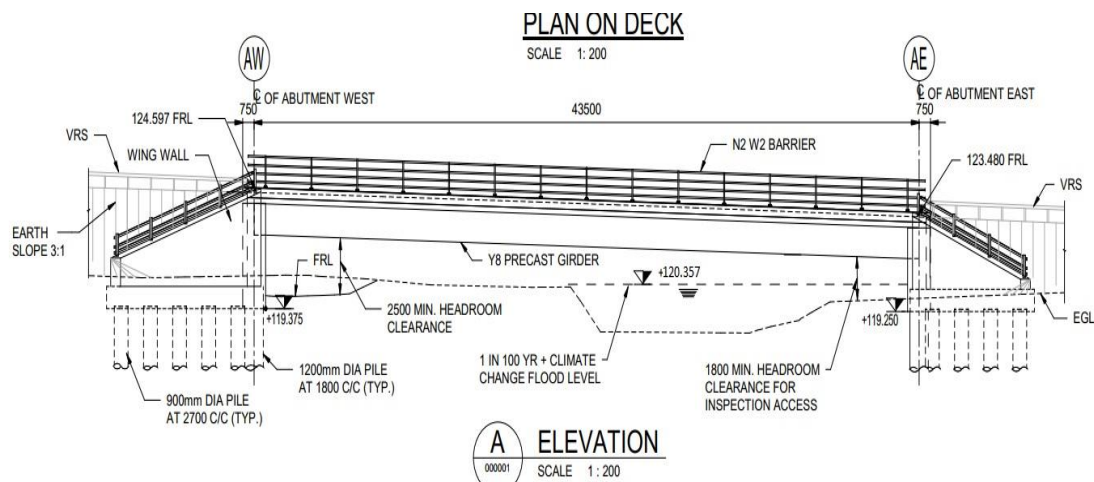 PLAN ON DECK
SCALE 1: 200
AW
AE
℄ OF ABUTMENT WEST
℄ OF ABUTMENT EAST
750
43500
750
124.597 FRL
VRS
WING WALL
N2 W2 BARRIER
123.480 FRL
VRS
EARTH
SLOPE 3:1
FRL
Y8 PRECAST GIRDER
+120.357
+119.375
2500 MIN. HEADROOM
CLEARANCE
+119.250
EGL
1200mm DIA PILE
AT 1800 C/C (TYP.)
1 IN 100 YR + CLIMATE
CHANGE FLOOD LEVEL
1800 MIN. HEADROOM
CLEARANCE FOR
INSPECTION ACCESS
900mm DIA PILE
AT 2700 C/C (TYP.)
A
000001
ELEVATION
SCALE 1 : 200